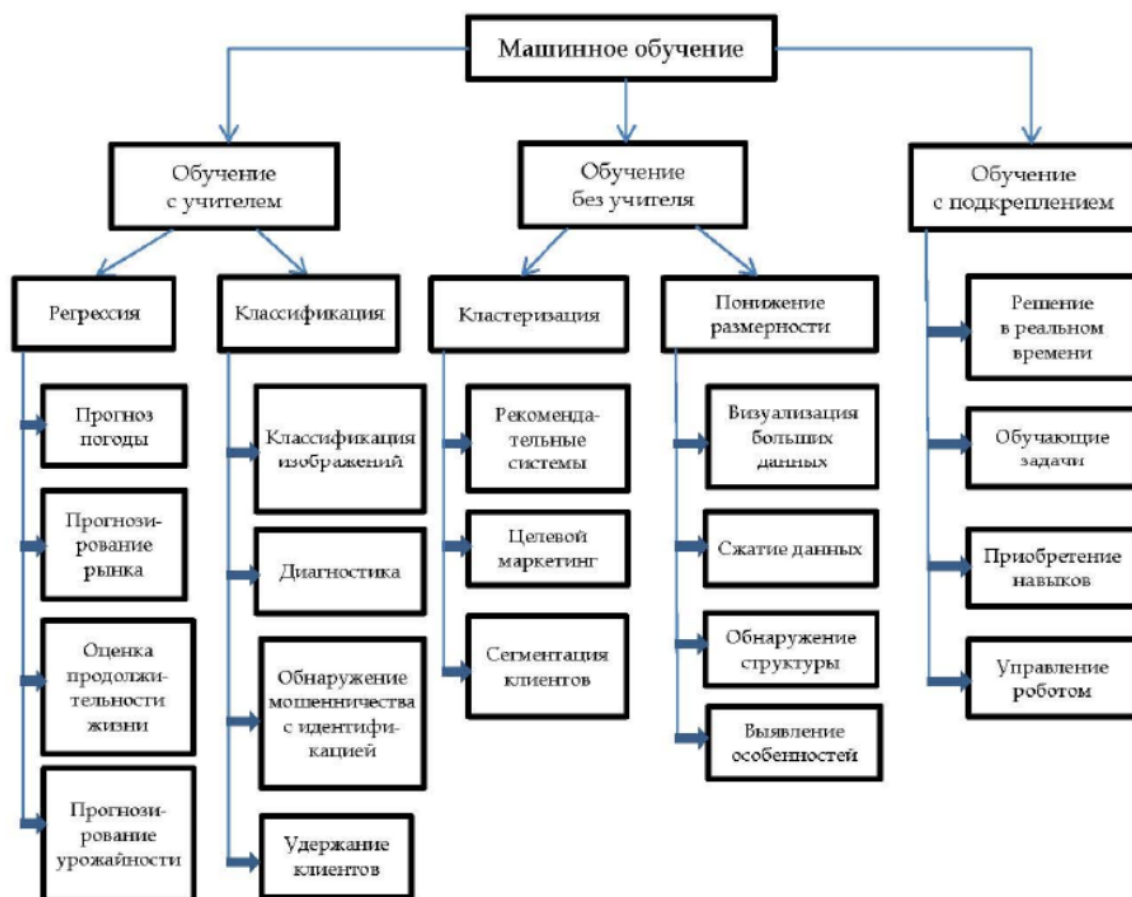 Машинное обучение
Обучение
с учителем
Обучение
без учителя
Обучение
с подкреплением
Регрессия
Классификация
Кластеризация
Понижение
размерности
Прогноз
погоды
Прогнози-
рование
рынка
Оценка
продолжи-
тельности
жизни
Прогнози-
рование
урожайности
Классификация
изображений
Диагностика
Обнаружение
мошенничества
с идентифи-
кацией
Удержание
клиентов
Рекоменда-
тельные
системы
Целевой
маркетинг
Сегментация
клиентов
Визуализация
больших
данных
Сжатие данных
Обнаружение
структуры
Выявление
особенностей
Решение
в реальном
времени
Обучающие
задачи
Приобретение
навыков
Управление
роботом